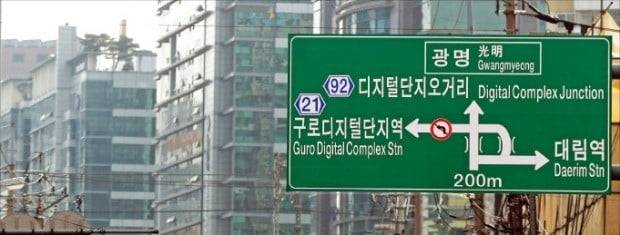 광명 光明
Gwangmyeong
92 디지털단지오거리 Digital Complex Junction
21
구로디지털단지역
Guro Digital Complex Stn
대림역
Daerim Stn
200m